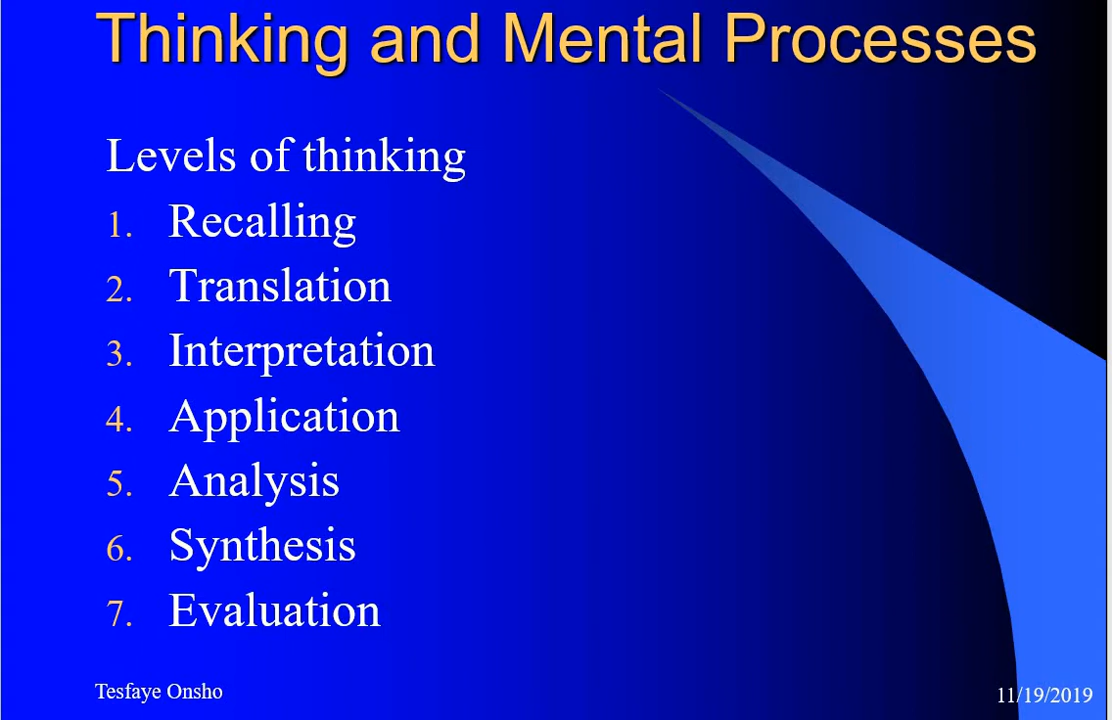 Thinking and Mental Processes
Levels of thinking
1. Recalling
2. Translation
3. Interpretation
4. Application
5. Analysis
6. Synthesis
7. Evaluation
Tesfaye Onsho
11/19/2019